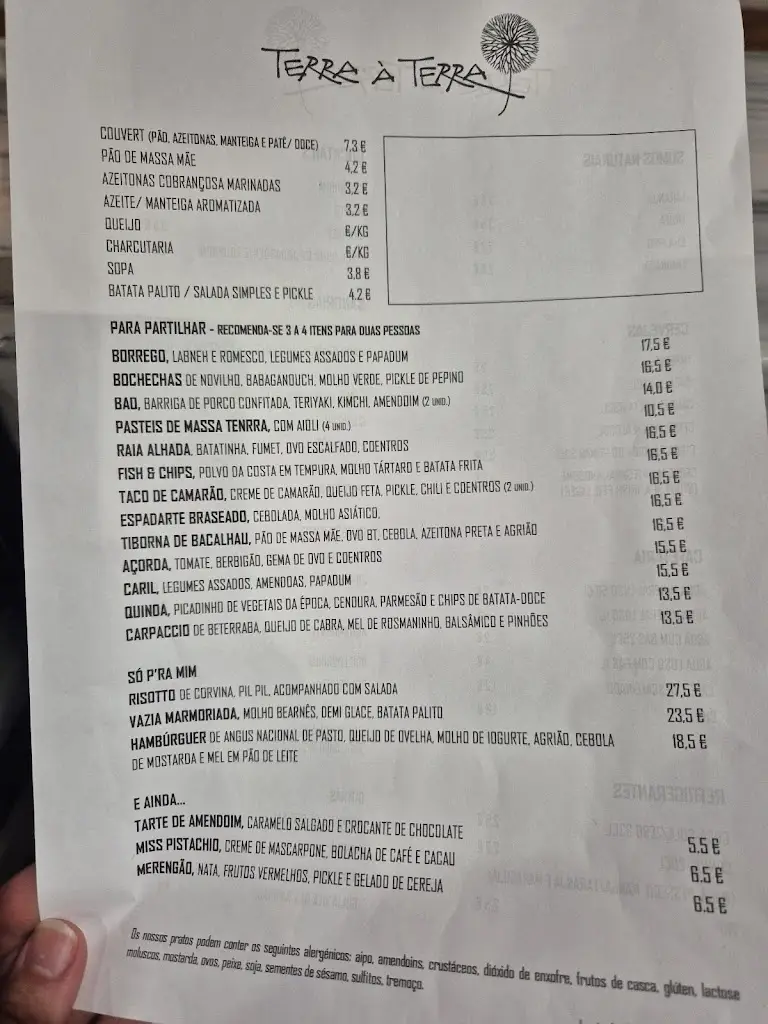 TERRA À TERRA
COUVERT (PÃO, AZEITONAS, MANTEIGA E PATÊ/ DOCE) 7,3 €
PÃO DE MASSA MÃE 4,2 €
AZEITONAS COBRANÇOSA MARINADAS 3,2 €
AZEITE/ MANTEIGA AROMATIZADA 3,2 €
QUEIJO €/KG
CHARCUTARIA €/KG
SOPA 3,8 €
BATATA PALITO / SALADA SIMPLES E PICKLE 4,2 €
PARA PARTILHAR - RECOMENDA-SE 3 A 4 ITENS PARA DUAS PESSOAS
BORREGO, LABNEH E ROMESCO, LEGUMES ASSADOS E PAPADUM 17,5 €
BOCHECHAS DE NOVILHO, BABAGANOUCH, MOLHO VERDE, PICKLE DE PEPINO 16,5 €
BAO, BARRIGA DE PORCO CONFITADA, TERIYAKI, KIMCHI, AMENDOIM (2 UNID.) 14,0 €
PASTEIS DE MASSA TENRRA, COM AIOLI (4 UNID.) 10,5 €
RAIA ALHADA, BATATINHA, FUMET, OVO ESCALFADO, COENTROS 16,5 €
FISH & CHIPS, POLVO DA COSTA EM TEMPURA, MOLHO TÁRTARO E BATATA FRITA 16,5 €
TACO DE CAMARÃO, CREME DE CAMARÃO, QUEIJO FETA, PICKLE, CHILI E COENTROS (2 UNID.) 16,5 €
ESPADARTE BRASEADO, CEBOLADA, MOLHO ASIÁTICO. 16,5 €
TIBORNA DE BACALHAU, PÃO DE MASSA MÃE, OVO BT, CEBOLA, AZEITONA PRETA E AGRIÃO 16,5 €
AÇORDA, TOMATE, BERBIGÃO, GEMA DE OVO E COENTROS 15,5 €
CARIL, LEGUMES ASSADOS, AMENDOAS, PAPADUM 15,5 €
QUINOA, PICADINHO DE VEGETAIS DA ÉPOCA, CENOURA, PARMESÃO E CHIPS DE BATATA-DOCE 13,5 €
CARPACCIO DE BETERRABA, QUEIJO DE CABRA, MEL DE ROSMANINHO, BALSÂMICO E PINHÕES 13,5 €
SÓ P'RA MIM
RISOTTO DE CORVINA, PIL PIL, ACOMPANHADO COM SALADA 27,5 €
VAZIA MARMORIADA, MOLHO BEARNÊS, DEMI GLACE, BATATA PALITO 23,5 €
HAMBÚRGUER DE ANGUS NACIONAL DE PASTO, QUEIJO DE OVELHA, MOLHO DE IOGURTE, AGRIÃO, CEBOLA 18,5 €
DE MOSTARDA E MEL EM PÃO DE LEITE
E AINDA...
TARTE DE AMENDOIM, CARAMELO SALGADO E CROCANTE DE CHOCOLATE 5,5 €
MISS PISTACHIO, CREME DE MASCARPONE, BOLACHA DE CAFÉ E CACAU 6,5 €
MERENGÃO, NATA, FRUTOS VERMELHOS, PICKLE E GELADO DE CEREJA 6,5 €
Os nossos pratos podem conter os seguintes alergénicos: aipo, amendoins, crustáceos, dióxido de enxofre, frutos de casca, glúten, lactose
moluscos, mostarda, ovos, peixe, soja, sementes de sésamo, sulfitos, tremoço.